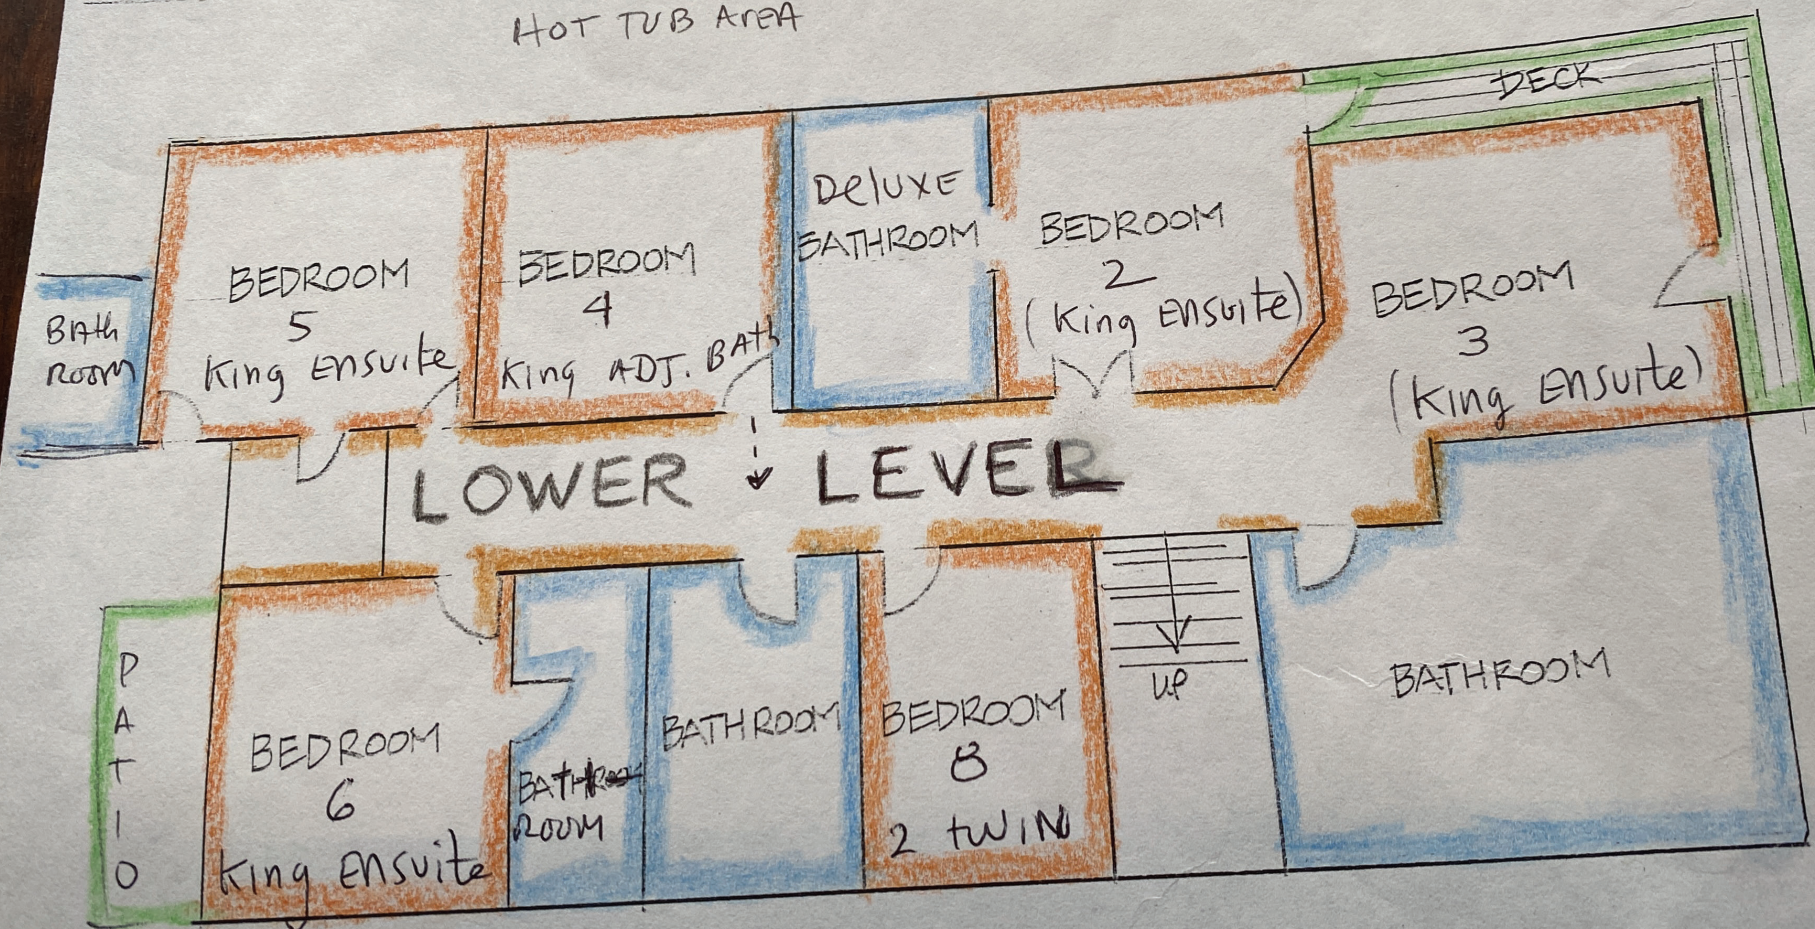 HOT TUB AREA
DECK
DELUXE
BATHROOM
BEDROOM
2
(King ENSUITE)
BEDROOM
4
King ADJ. BATH
BEDROOM
5
King ENSUITE
BEDROOM
3
(King ENSUITE)
BATH
ROOM
LOWER LEVEL
UP
BATHROOM
PATIO
BEDROOM
6
King ENSUITE
ROOM
BATHROOM
BEDROOM
8
2 TWIN